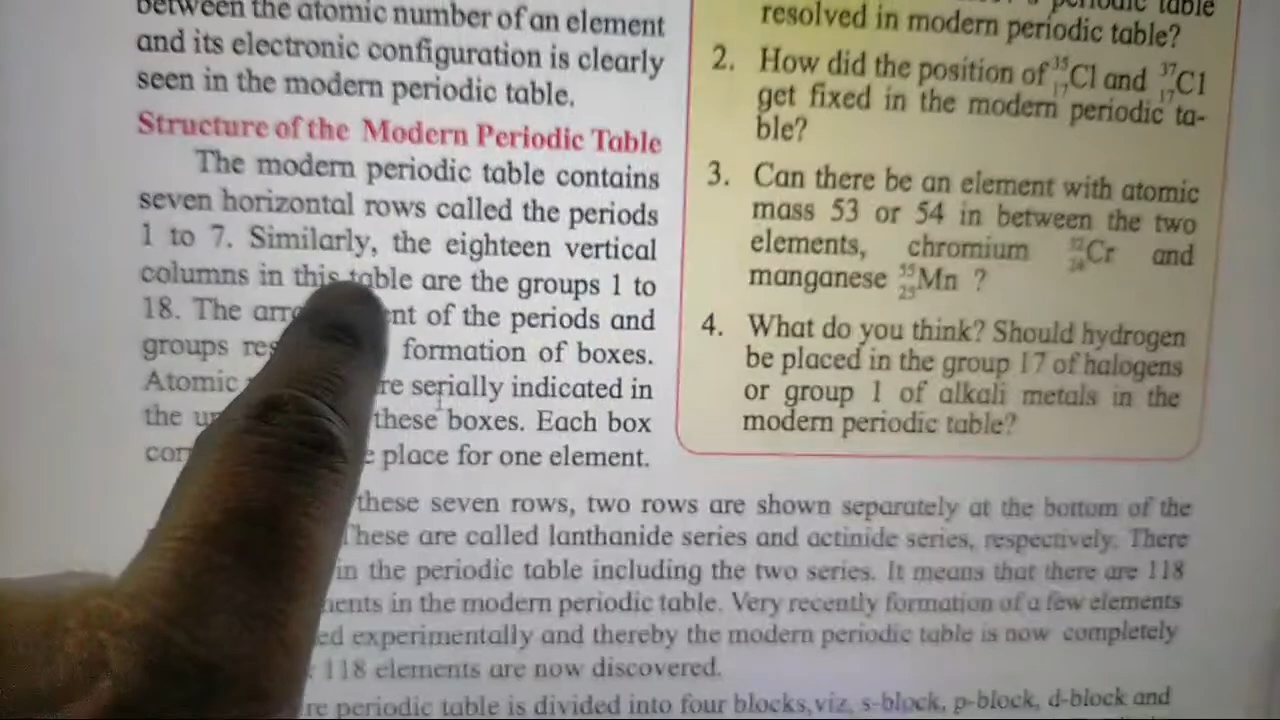 between the atomic number of an element
and its electronic configuration is clearly
seen in the modern periodic table.
Structure of the Modern Periodic Table
The modern periodic table contains
seven horizontal rows called the periods
1 to 7. Similarly, the eighteen vertical
columns in this table are the groups 1 to
18. The of the periods and
groups formation of boxes.
Atomic serially indicated in
the these boxes. Each box
place for one element.
periodic table
resolved in modern periodic table?
2. How did the position of ³⁵₁₇Cl and ³⁷₁₇Cl
get fixed in the modern periodic ta-
ble?
3. Can there be an element with atomic
mass 53 or 54 in between the two
elements, chromium Cr and
manganese ⁵⁵₂₅Mn ?
4. What do you think? Should hydrogen
be placed in the group 17 of halogens
or group 1 of alkali metals in the
modern periodic table?
these seven rows, two rows are shown separately at the bottom of the
These are called lanthanide series and actinide series, respectively. There
in the periodic table including the two series. It means that there are 118
in the modern periodic table. Very recently formation of a few elements
experimentally and thereby the modern periodic table is now completely
118 elements are now discovered.
periodic table is divided into four blocks,viz, s-block, p-block, d-block and